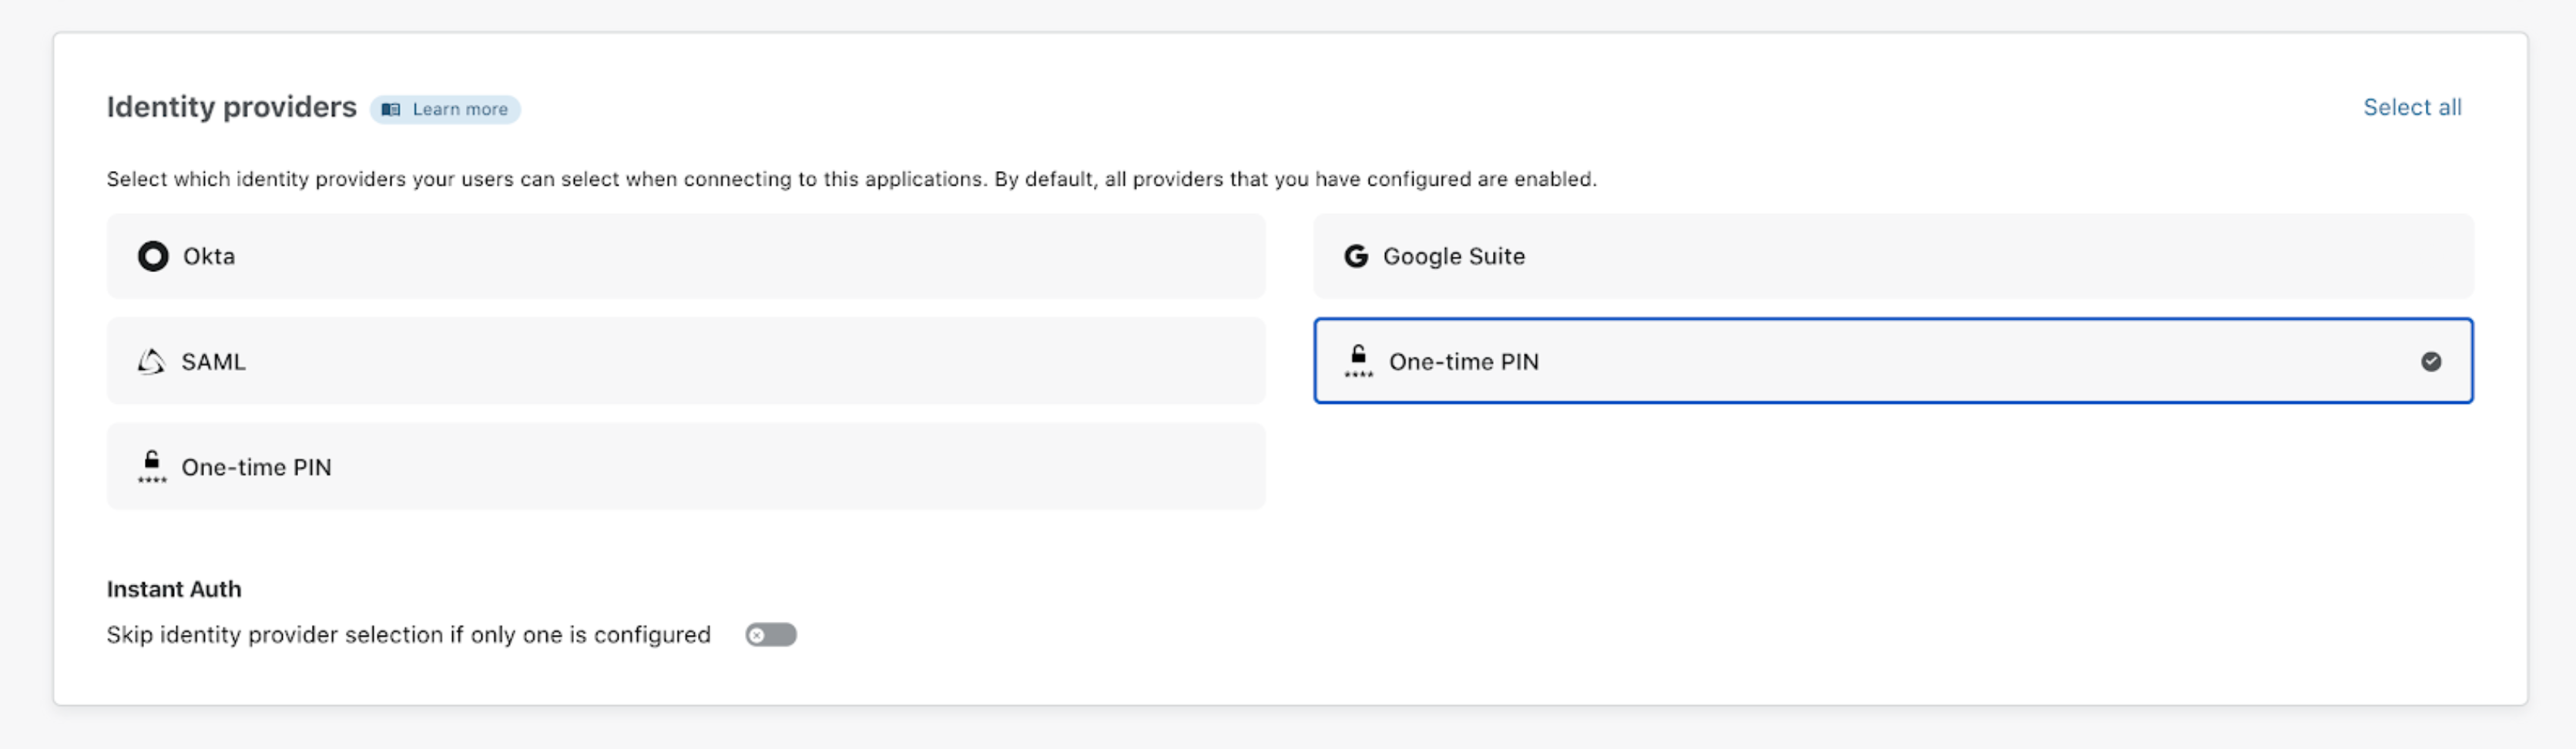 Identity providers Learn more Select all
Select which identity providers your users can select when connecting to this applications. By default, all providers that you have configured are enabled.
Okta
Google Suite
SAML
**** One-time PIN
**** One-time PIN
Instant Auth
Skip identity provider selection if only one is configured